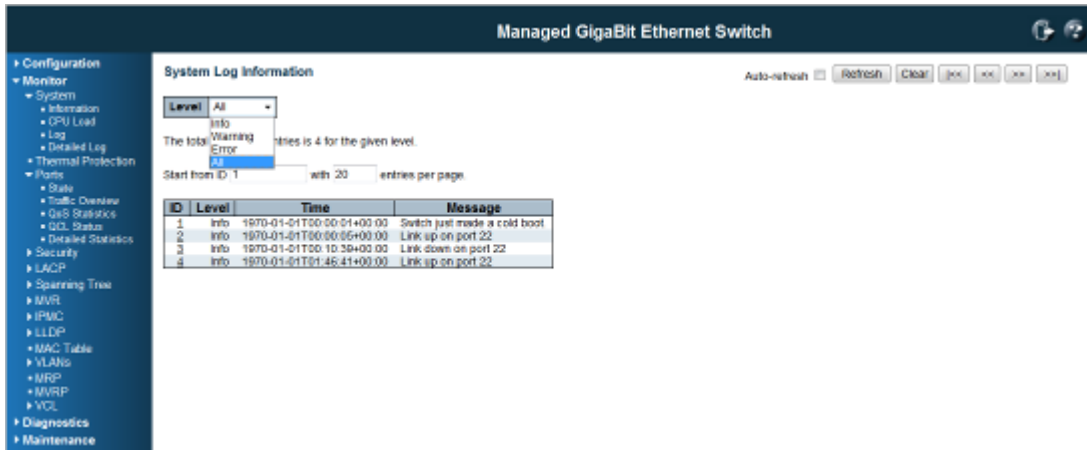 Managed GigaBit Ethernet Switch
Configuration
Monitor
System
Information
CPU Load
Log
Detailed Log
Thermal Protection
Ports
State
Traffic Overview
QoS Statistics
QCL Status
Detailed Statistics
Security
LACP
Spanning Tree
MVR
IPMC
LLDP
MAC Table
VLANs
MRP
MVRP
VCL
Diagnostics
Maintenance
System Log Information
Auto-refresh Refresh Clear |<< << >> >>|
Level All
Info
Warning
Error
All
The total ntries is 4 for the given level.
Start from ID 1 with 20 entries per page.
ID Level Time Message
1 Info 1970-01-01T00:00:01+00:00 Switch just made a cold boot
2 Info 1970-01-01T00:00:05+00:00 Link up on port 22
3 Info 1970-01-01T00:10:39+00:00 Link down on port 22
4 Info 1970-01-01T01:46:41+00:00 Link up on port 22